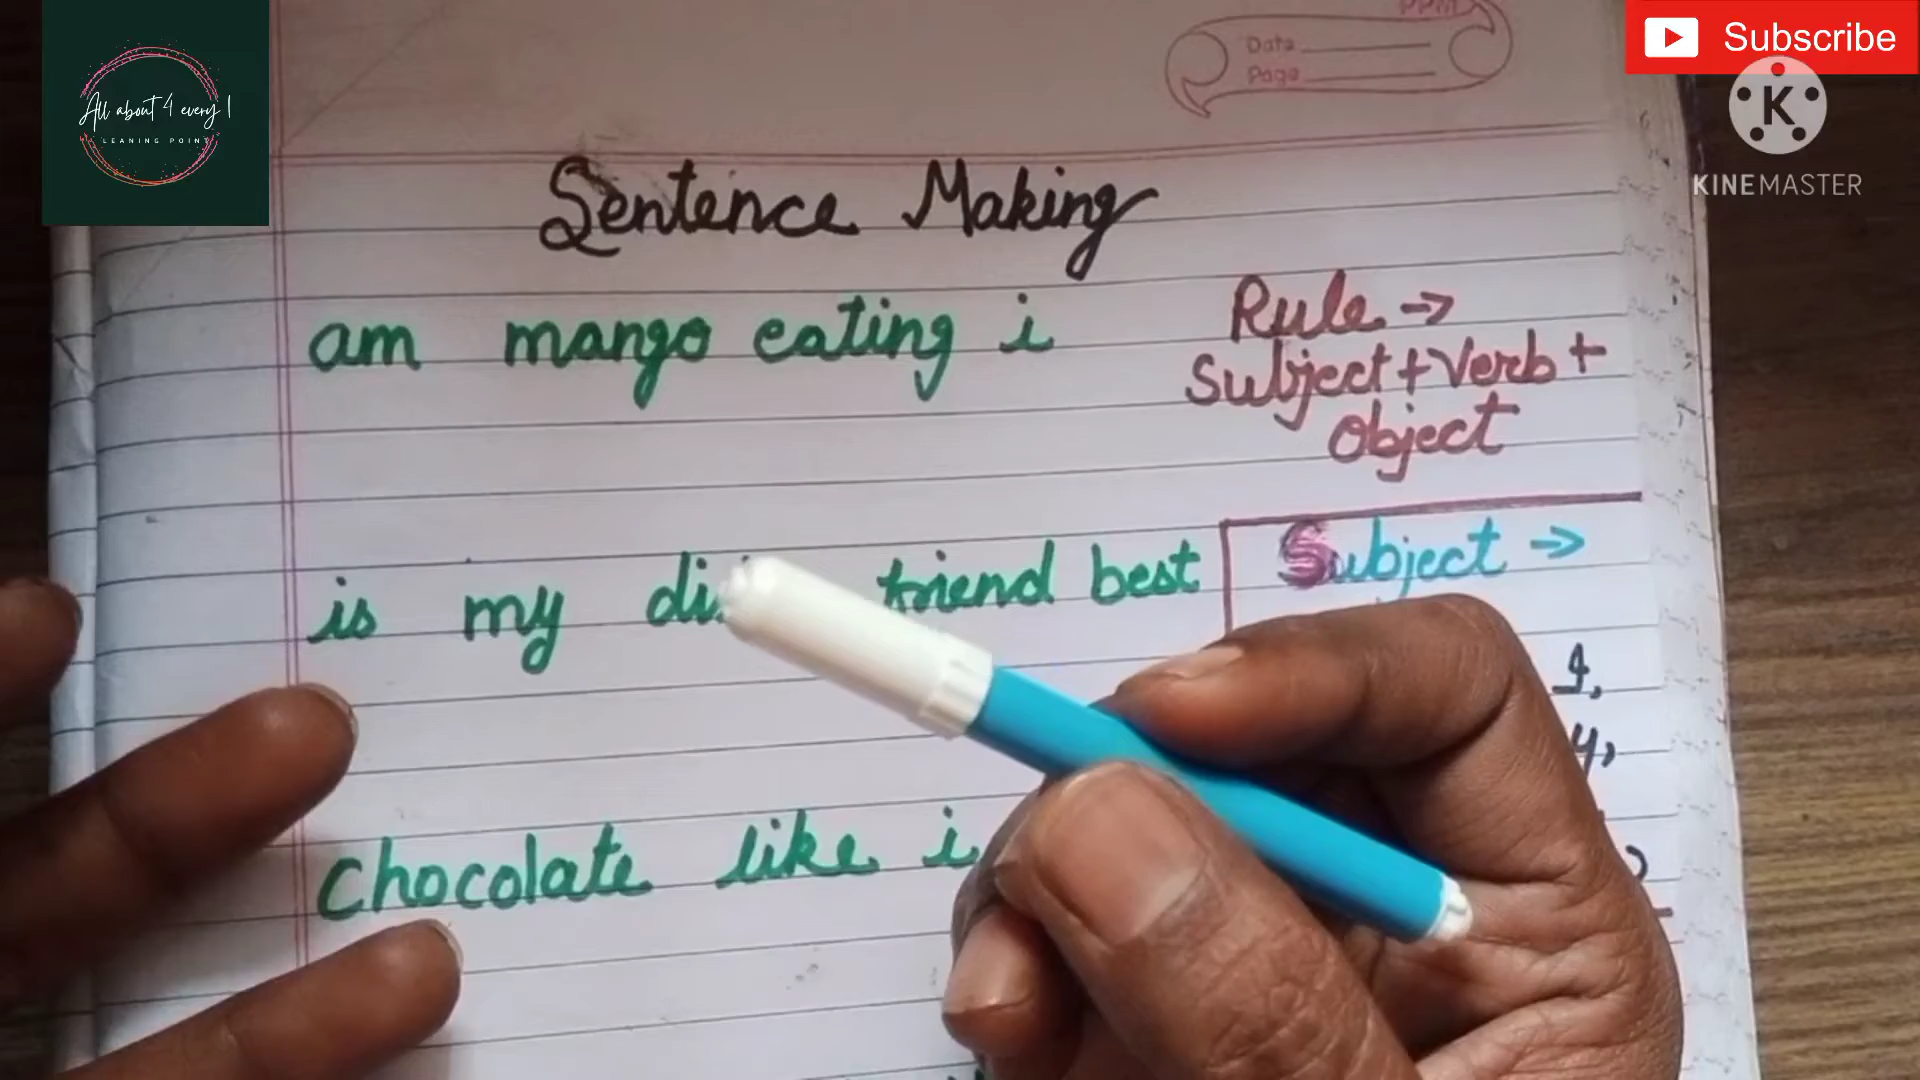 All about 4 every 1
LEANING POINT
Date
Page
Subscribe
KINEMASTER
Sentence Making
am mango eating i
Rule →
Subject + Verb +
Object
is my friend best
Subject →
I,
chocolate like i